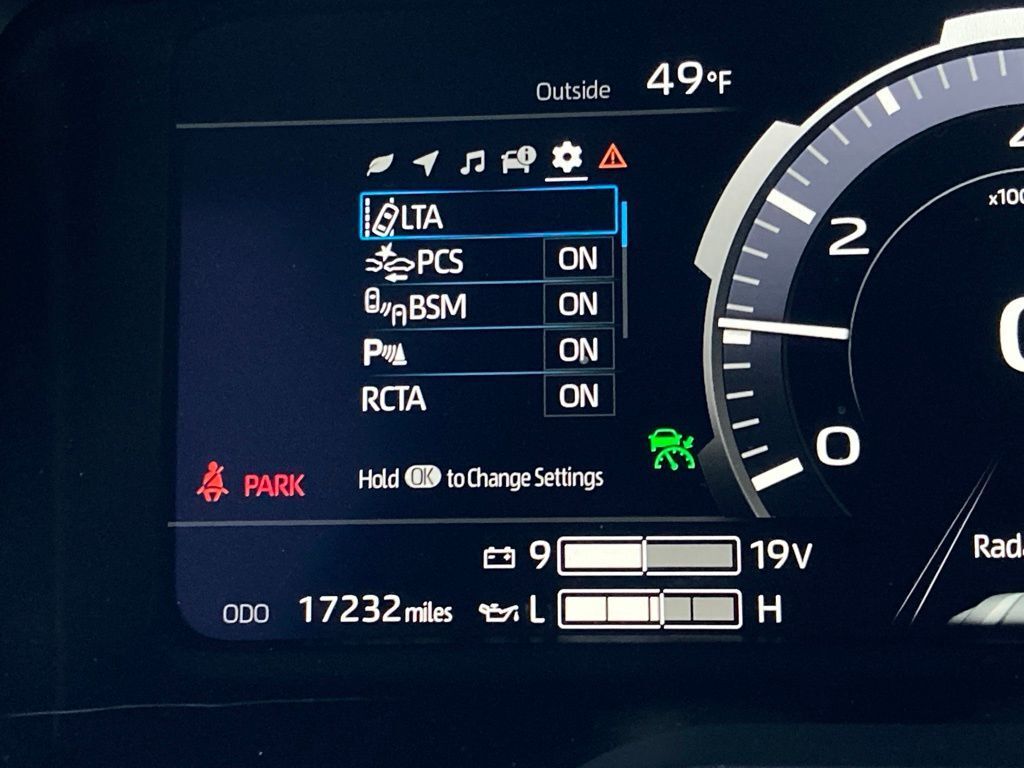 Outside 49°F
LTA
PCS ON
BSM ON
P ON
RCTA ON
Hold OK to Change Settings
PARK
9 19V
ODO 17232 miles L H
x100
2
0